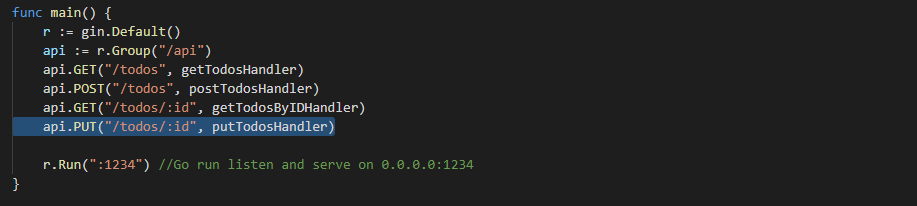 func main() {
    r := gin.Default()
    api := r.Group("/api")
    api.GET("/todos", getTodosHandler)
    api.POST("/todos", postTodosHandler)
    api.GET("/todos/:id", getTodosByIDHandler)
    api.PUT("/todos/:id", putTodosHandler)
    r.Run(":1234") //Go run listen and serve on 0.0.0.0:1234
}